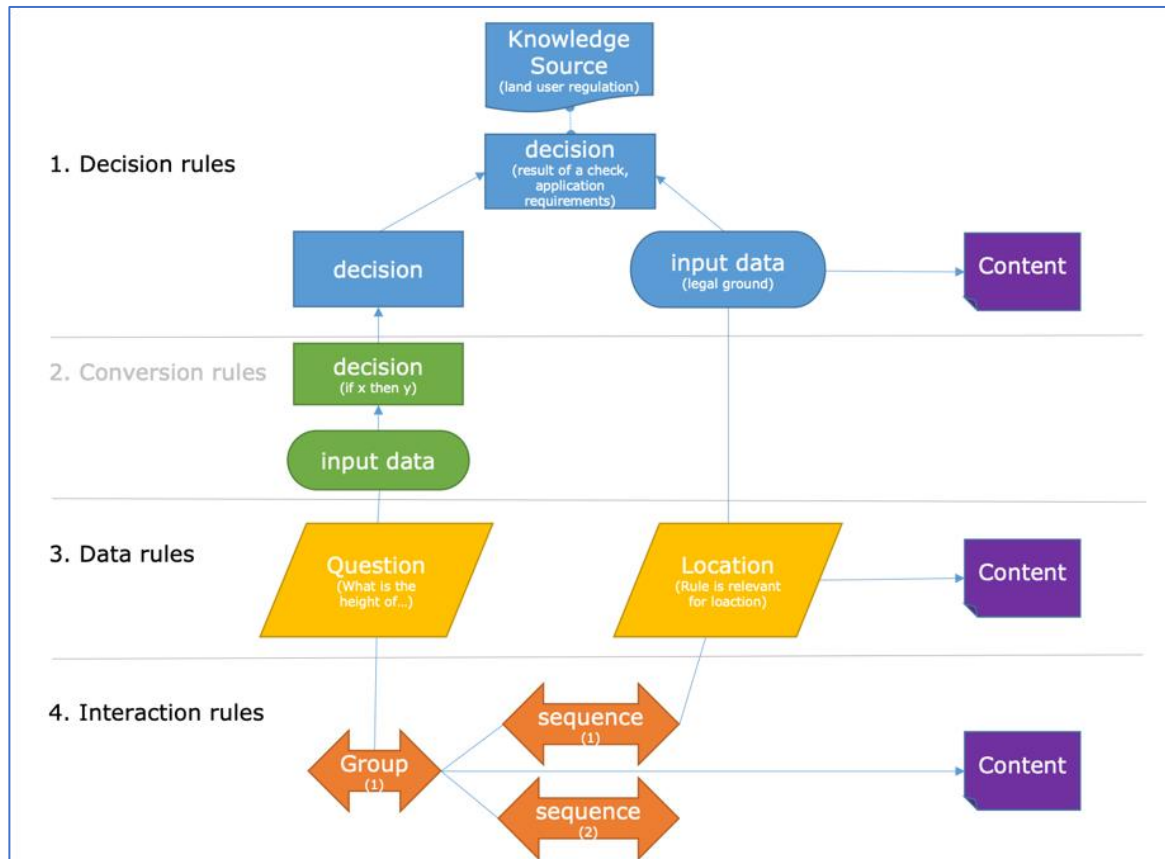 Knowledge
Source
(land user regulation)
1. Decision rules
decision
(result of a check,
application
requirements)
decision
input data
(legal ground)
Content
2. Conversion rules
decision
(if x then y)
input data
3. Data rules
Question
(What is the
height of...)
Location
(Rule is relevant
for loaction)
Content
4. Interaction rules
sequence
(1)
Group
(1)
Content
sequence
(2)